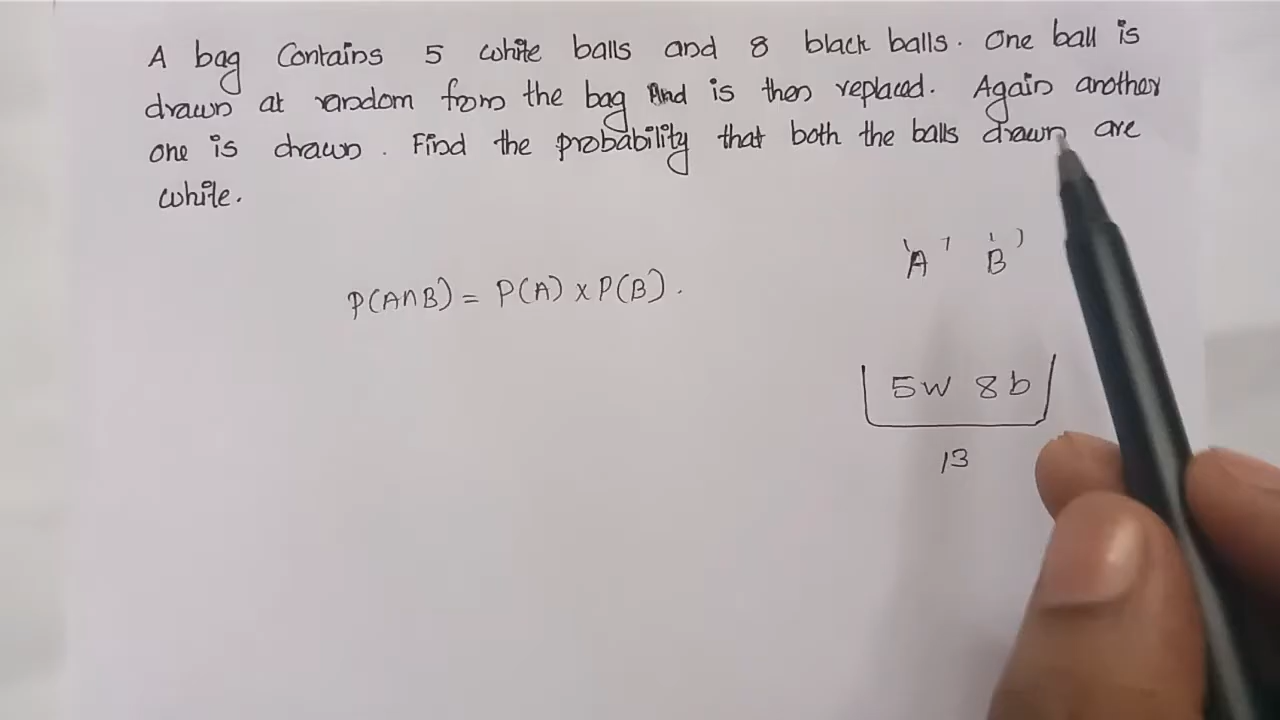 A bag contains 5 white balls and 8 black balls. One ball is
drawn at random from the bag And is then replaced. Again another
one is drawn. Find the probability that both the balls drawn are
white.
'A' 'B'
P(A∩B) = P(A) × P(B).
5W 8b
13